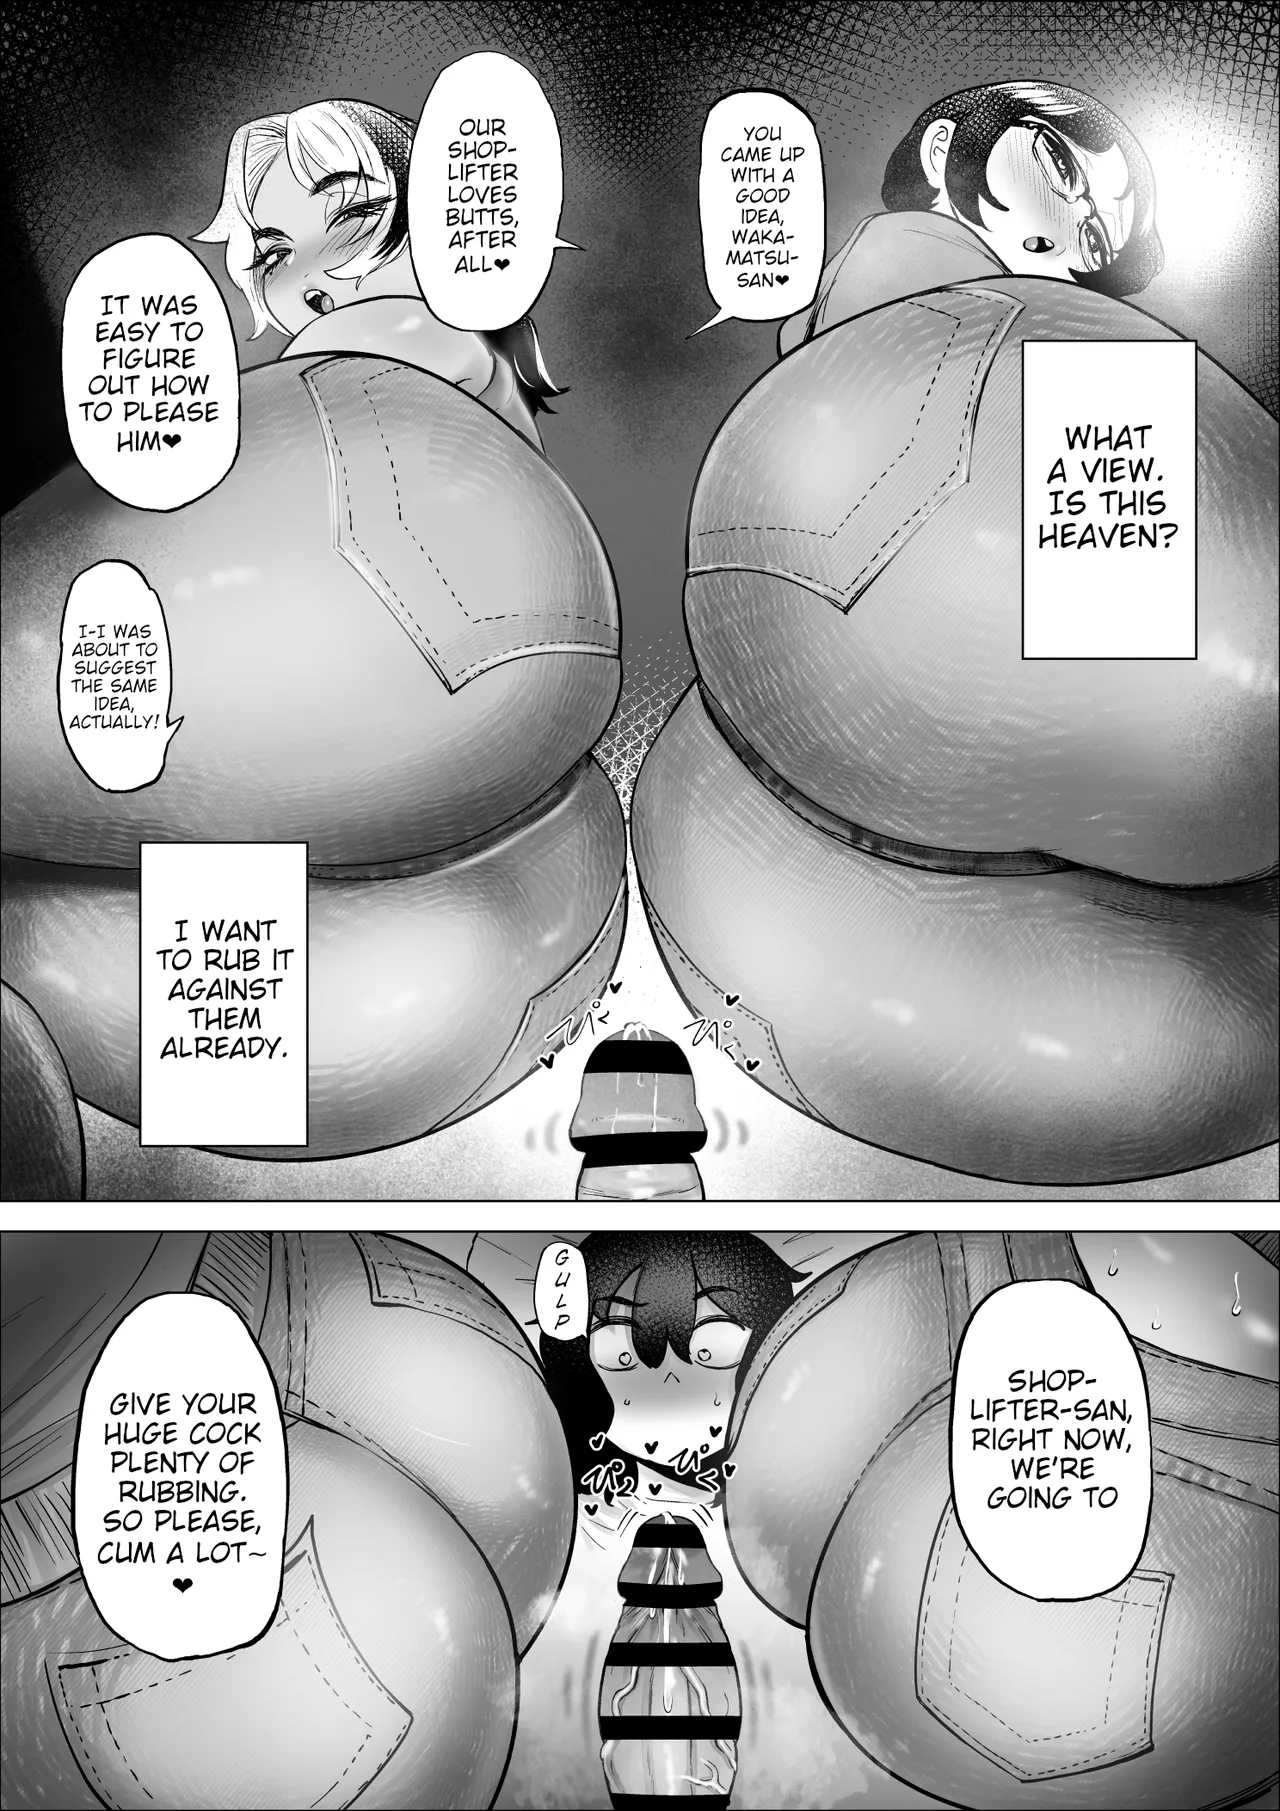 YOU
CAME UP
WITH A
GOOD
IDEA,
WAKA-
MATSU-
SAN❤
OUR
SHOP-
LIFTER
LOVES
BUTTS,
AFTER
ALL❤
IT WAS
EASY TO
FIGURE
OUT HOW
TO PLEASE
HIM❤
WHAT
A VIEW.
IS THIS
HEAVEN?
I-I WAS
ABOUT TO
SUGGEST
THE SAME
IDEA,
ACTUALLY!
I WANT
TO RUB IT
AGAINST
THEM
ALREADY.
ぴく
ぴく
GULP
SHOP-
LIFTER-SAN,
RIGHT NOW,
WE'RE
GOING TO
GIVE YOUR
HUGE COCK
PLENTY OF
RUBBING.
SO PLEASE,
CUM A LOT~
❤
ぴく
ぴく